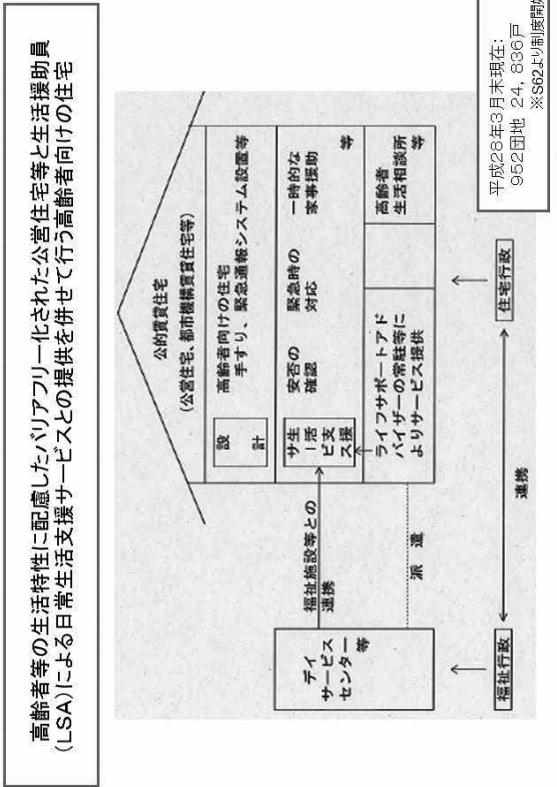 高齢者等の生活特性に配慮したバリアフリー化された公営住宅等と生活援助員
(LSA)による日常生活支援サービスとの提供を併せて行う高齢者向けの住宅
公的賃貸住宅
(公営住宅、都市機構賃貸住宅等)
設計
高齢者向けの住宅
手すり、緊急通報システム設置等
生活支援
サービス
安否の
確認
緊急時の
対応
一時的な
家事援助
等
ライフサポートアド
バイザーの常駐等に
よりサービス提供
高齢者
生活相談所
等
デイ
サービス
センター
等
福祉施設等との
連携
派遣
福祉行政
連携
住宅行政
平成28年3月末現在:
952団地 24,836戸
※S62より制度開始